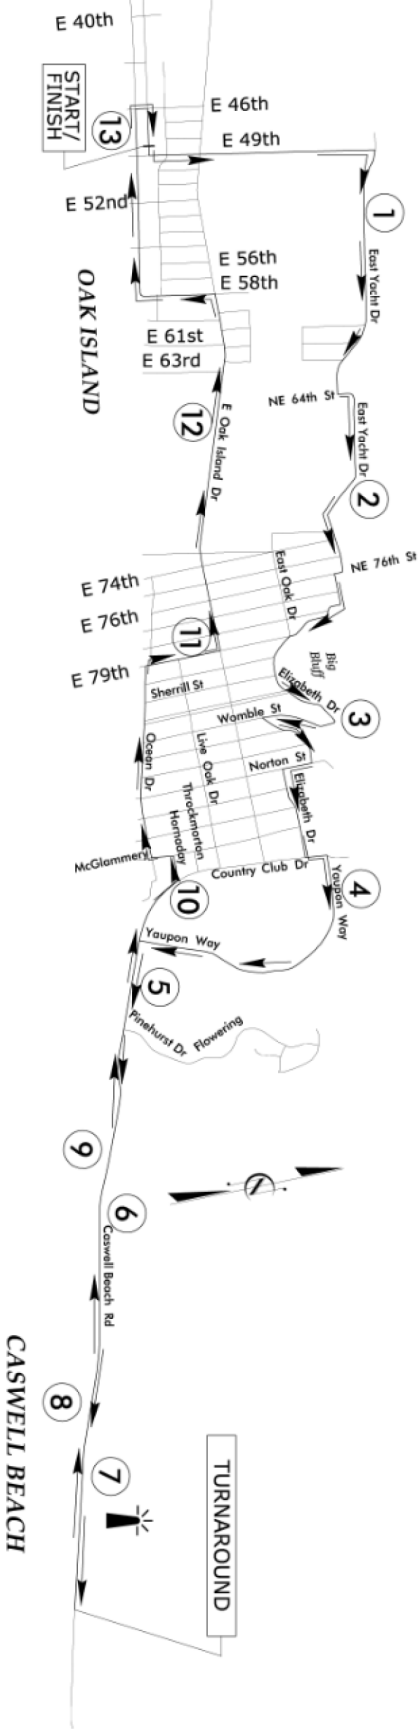 E 40th
START/
FINISH
13
E 46th
E 49th
E 52nd
1
East Yacht Dr
E 56th
E 58th
OAK ISLAND
E 61st
E 63rd
NE 64th St
12
E Oak Island Dr
East Yacht Dr
2
NE 76th St
E 74th
East Oak Dr
E 76th
11
Big
Bluff
E 79th
Sherrill St
Elizabeth Dr
Womble St
3
Ocean Dr
Live Oak Dr
Norton St
Throckmorton
Hornaday
Elizabeth Dr
McGlammery
Country Club Dr
4
Yaupon Way
10
Yaupon Way
5
Pinehurst Dr
Flowering
9
N
6
Caswell Beach Rd
8
CASWELL BEACH
7
TURNAROUND